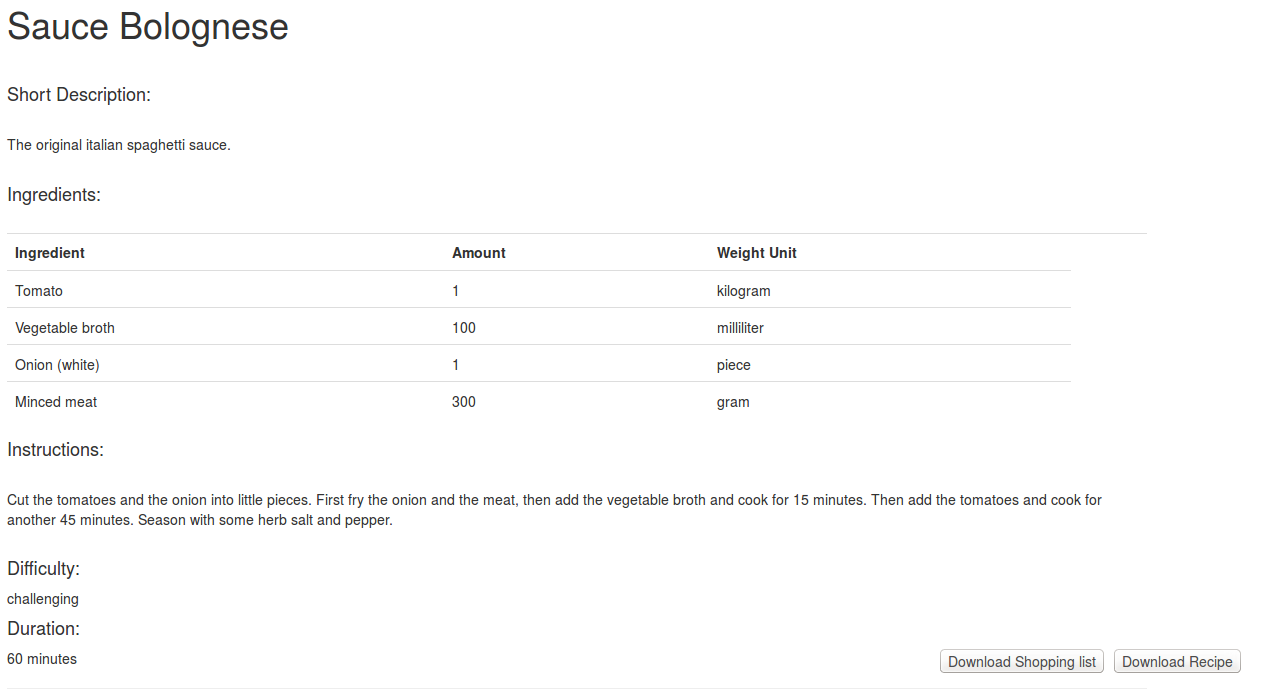 Sauce Bolognese
Short Description:
The original italian spaghetti sauce.
Ingredients:
Ingredient Amount Weight Unit
Tomato 1 kilogram
Vegetable broth 100 milliliter
Onion (white) 1 piece
Minced meat 300 gram
Instructions:
Cut the tomatoes and the onion into little pieces. First fry the onion and the meat, then add the vegetable broth and cook for 15 minutes. Then add the tomatoes and cook for
another 45 minutes. Season with some herb salt and pepper.
Difficulty:
challenging
Duration:
60 minutes
Download Shopping list Download Recipe